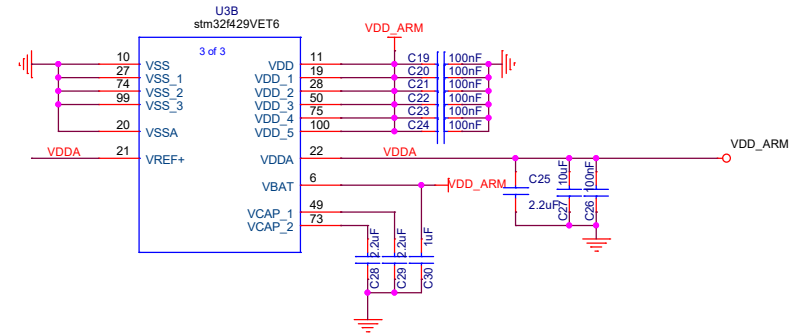 U3B
stm32f429VET6
3 of 3
VDD_ARM
10 VSS VDD 11 C19 100nF
27 VSS_1 VDD_1 19 C20 100nF
74 VSS_2 VDD_2 28 C21 100nF
99 VSS_3 VDD_3 50 C22 100nF
VDD_4 75 C23 100nF
20 VSSA VDD_5 100 C24 100nF
VDD_ARM
VDDA 21 VREF+ VDDA 22 VDDA
VBAT 6 VDD_ARM
C25 2.2uF
C27 10uF
C26 100nF
VCAP_1 49
VCAP_2 73
C28 2.2uF
C29 2.2uF
C30 1uF